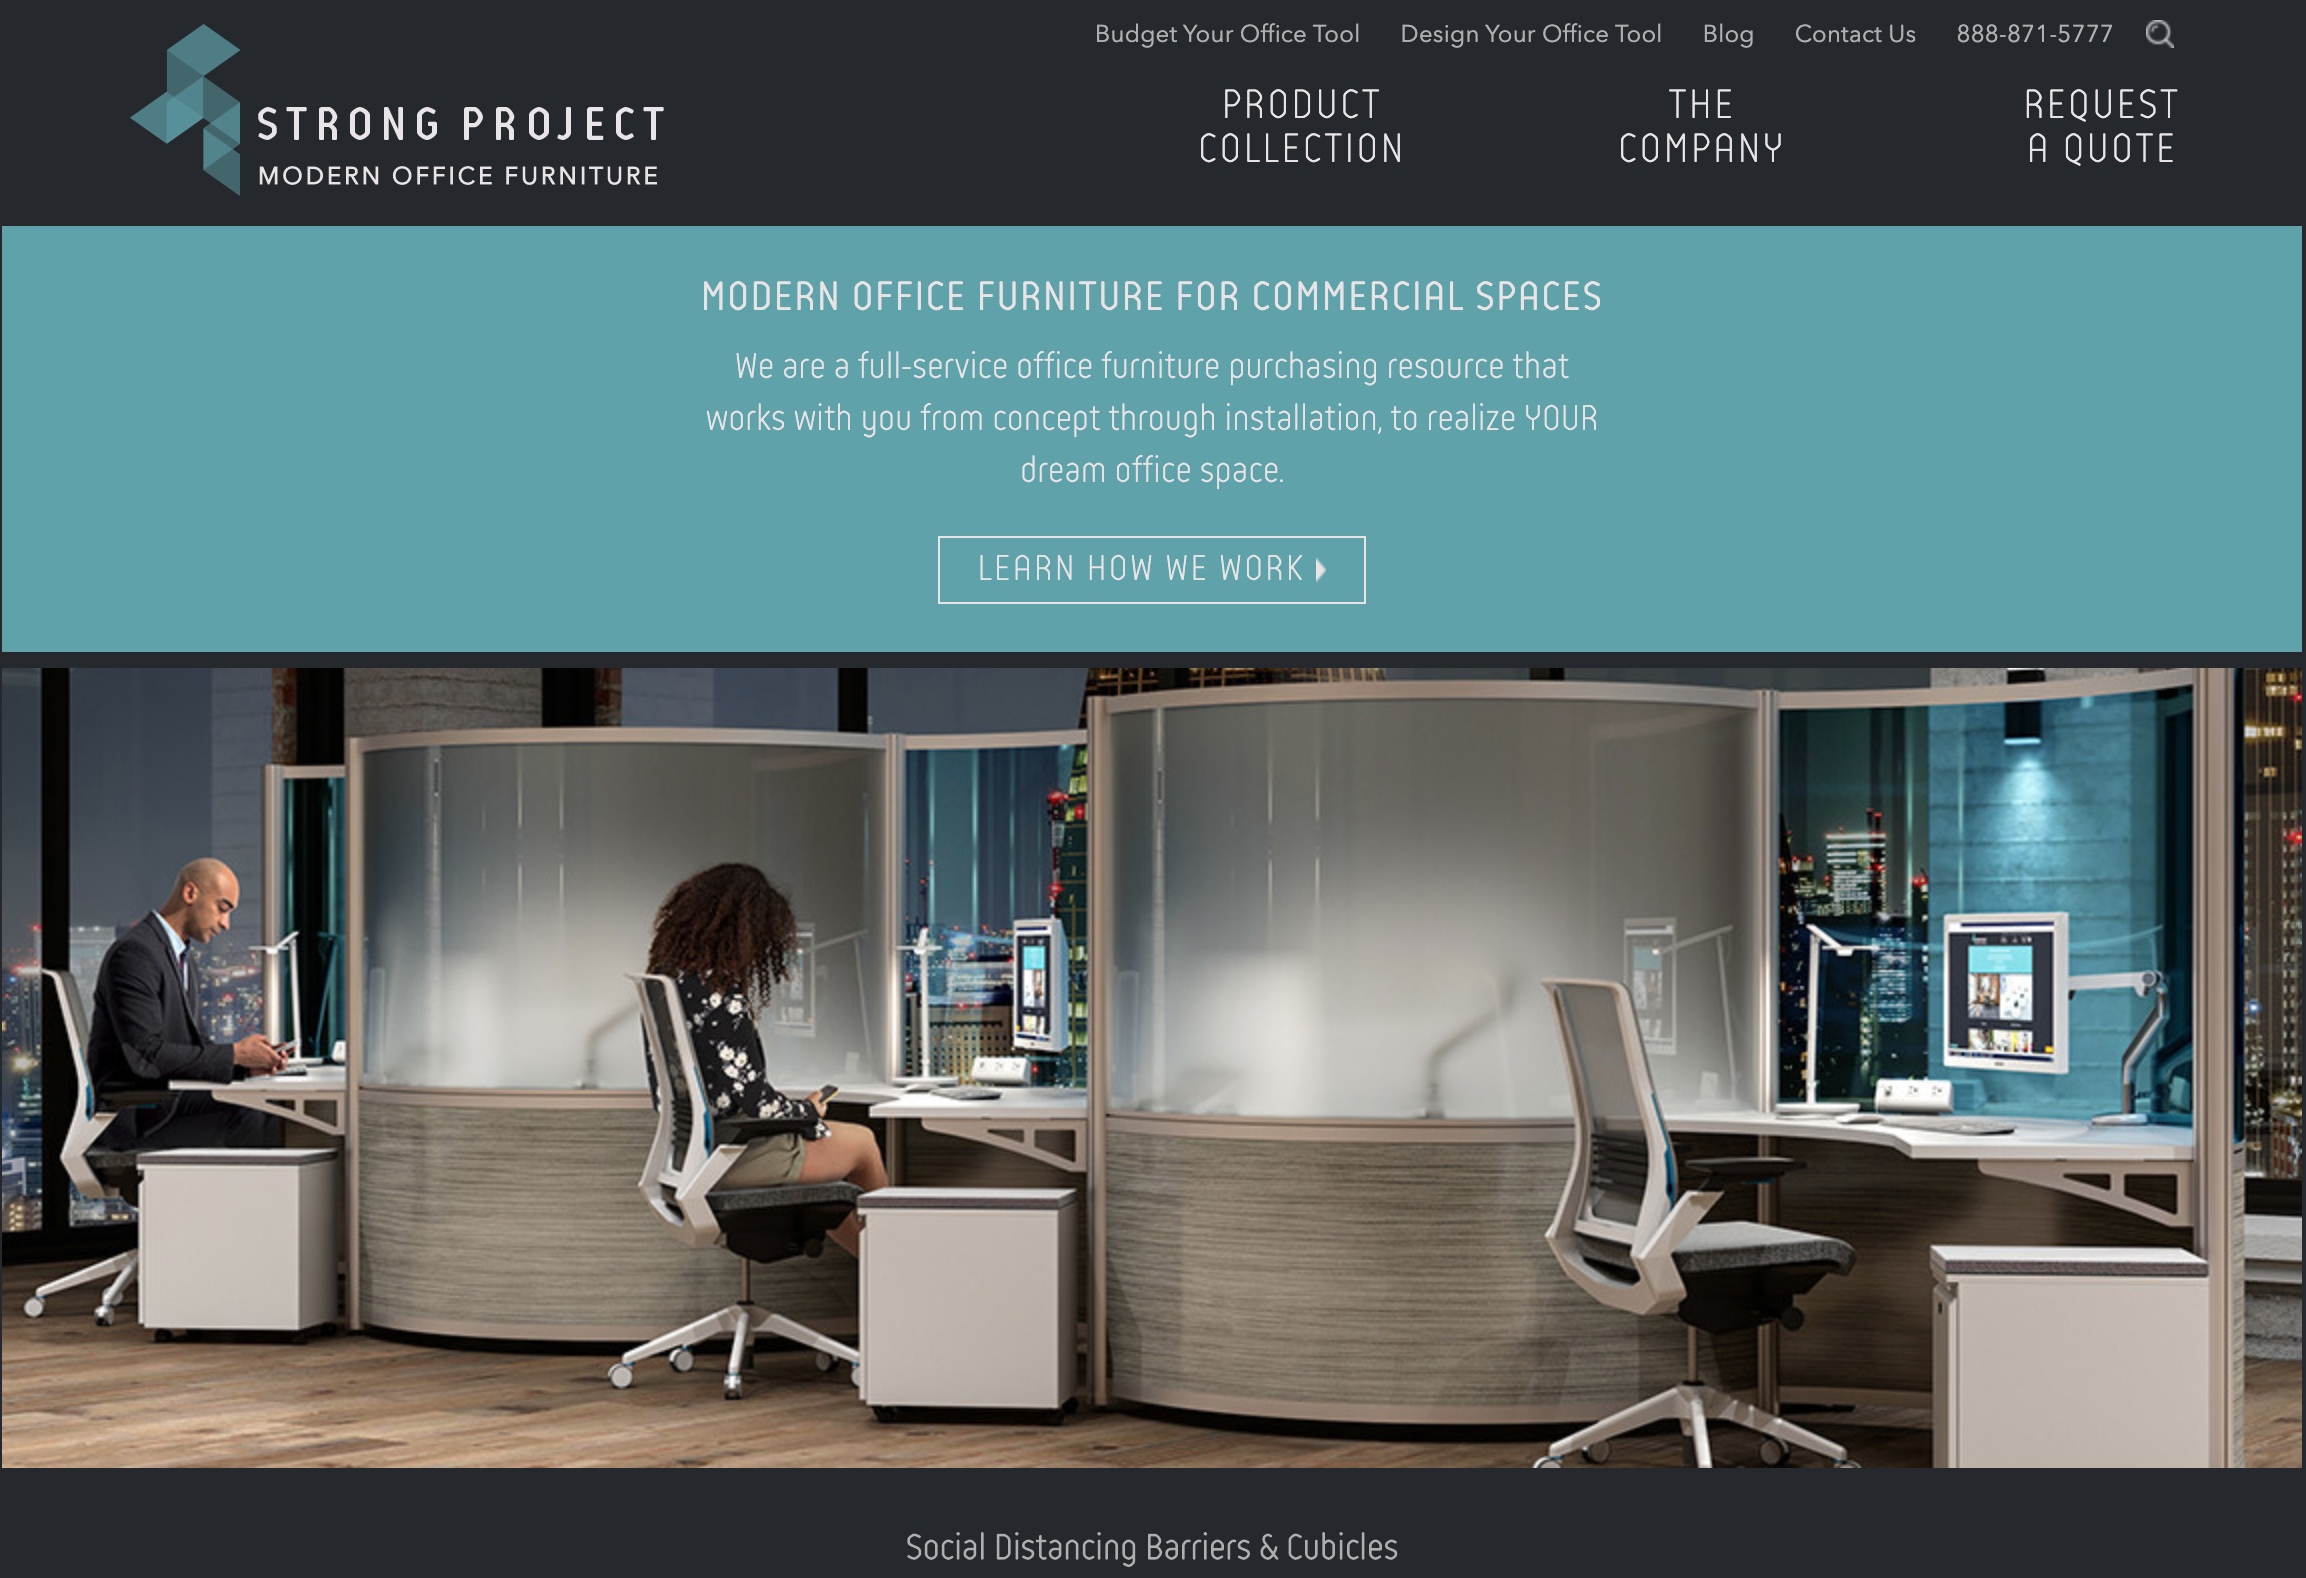 Budget Your Office Tool Design Your Office Tool Blog Contact Us 888-871-5777
STRONG PROJECT
MODERN OFFICE FURNITURE
PRODUCT
COLLECTION
THE
COMPANY
REQUEST
A QUOTE
MODERN OFFICE FURNITURE FOR COMMERCIAL SPACES
We are a full-service office furniture purchasing resource that
works with you from concept through installation, to realize YOUR
dream office space.
LEARN HOW WE WORK
Social Distancing Barriers & Cubicles